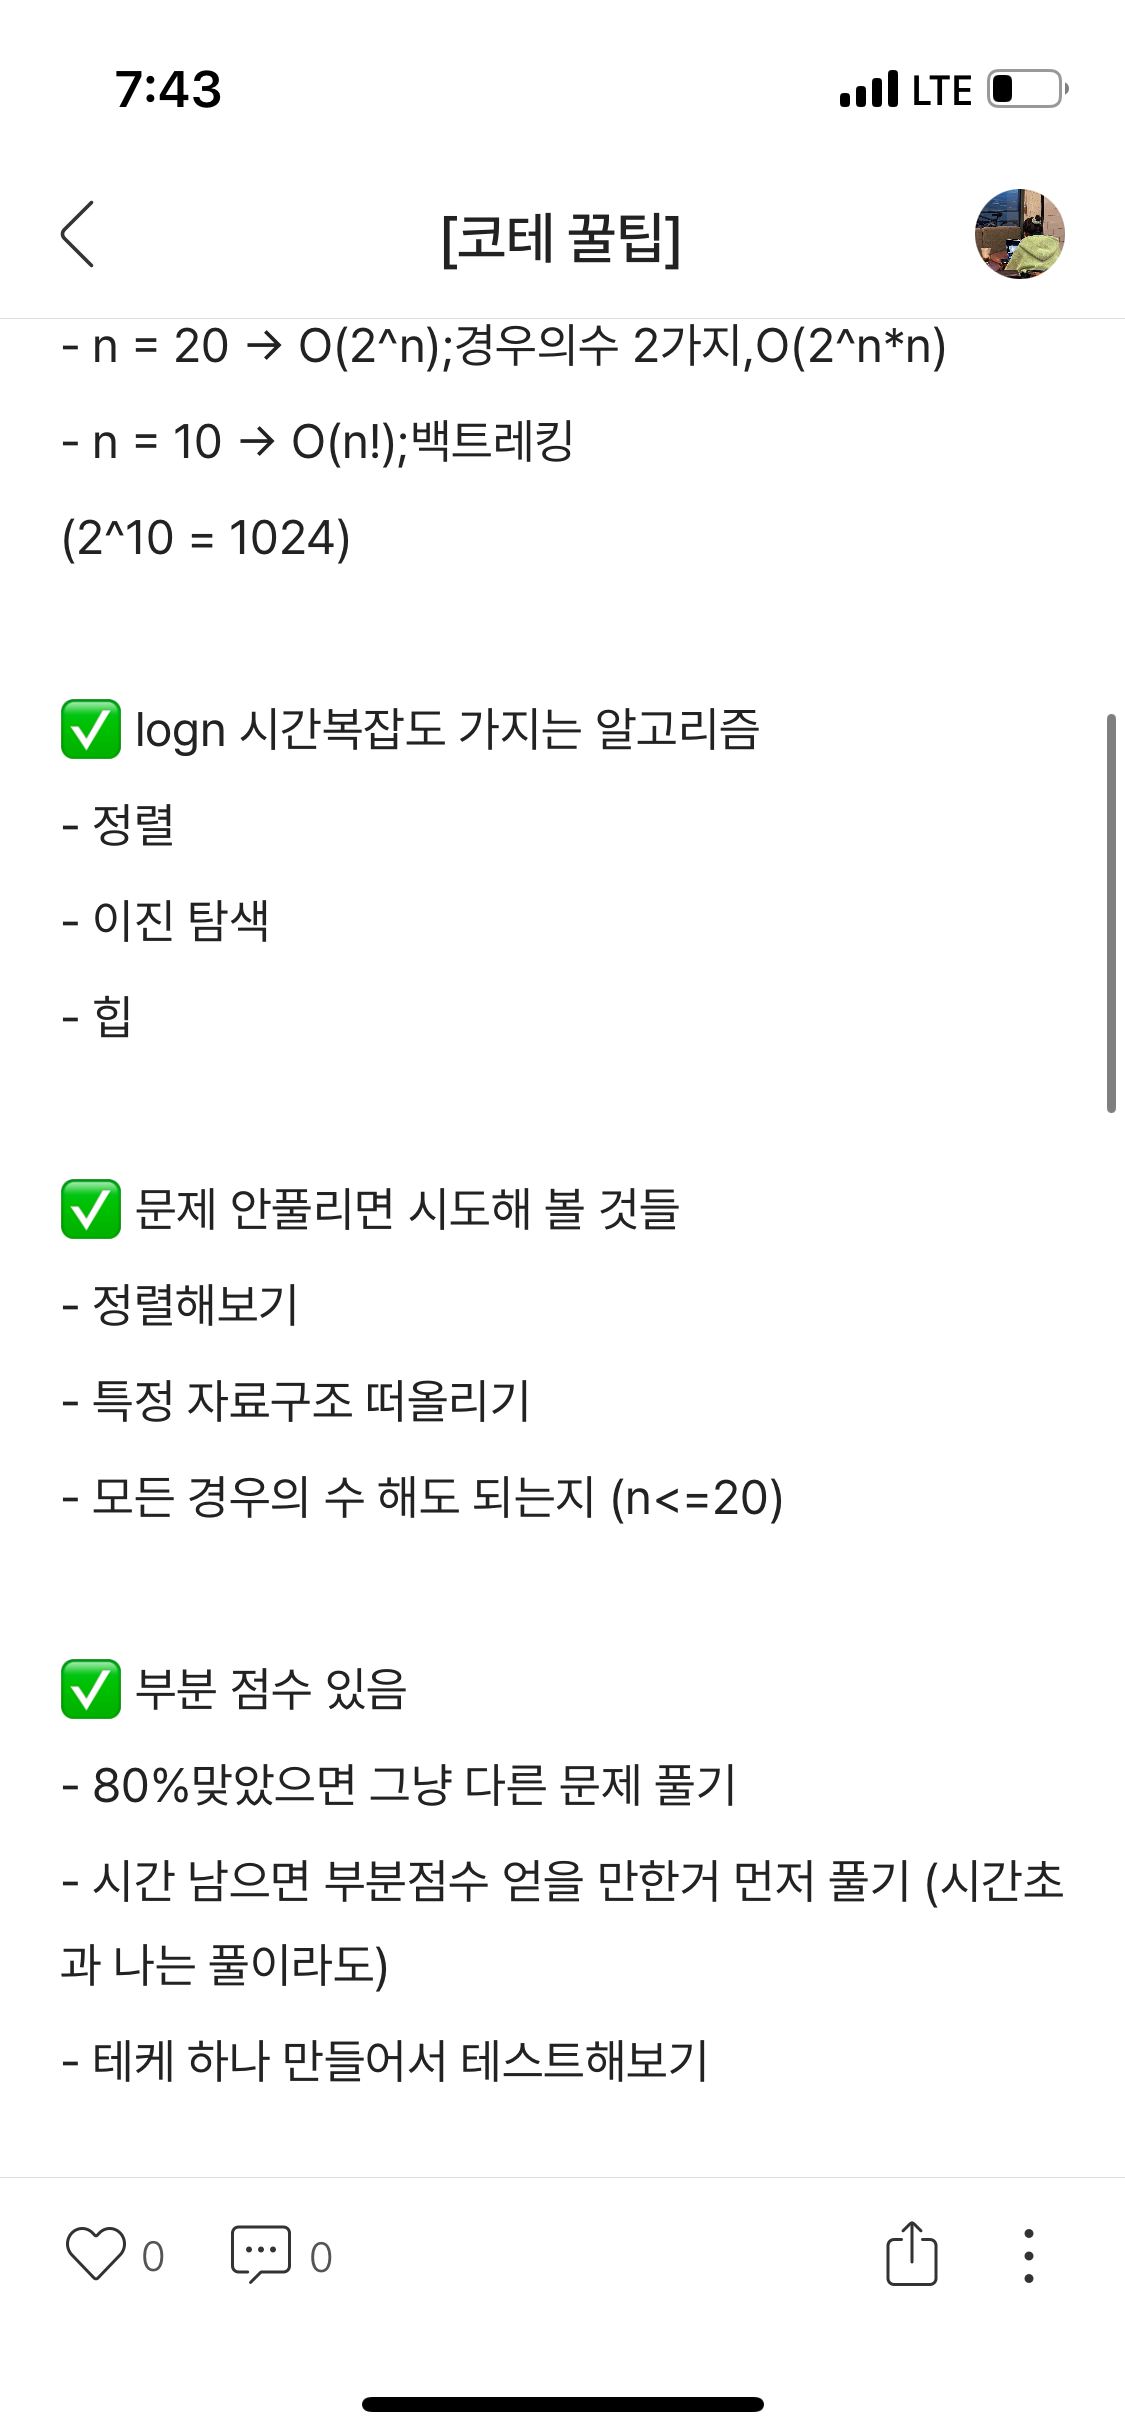 7:43
LTE
[코테 꿀팁]
- n = 20 → O(2^n);경우의수 2가지,O(2^n*n)
- n = 10 → O(n!);백트레킹
(2^10 = 1024)
✅ logn 시간복잡도 가지는 알고리즘
- 정렬
- 이진 탐색
- 힙
✅ 문제 안풀리면 시도해 볼 것들
- 정렬해보기
- 특정 자료구조 떠올리기
- 모든 경우의 수 해도 되는지 (n<=20)
✅ 부분 점수 있음
- 80%맞았으면 그냥 다른 문제 풀기
- 시간 남으면 부분점수 얻을 만한거 먼저 풀기 (시간초
과 나는 풀이라도)
- 테케 하나 만들어서 테스트해보기
0
0